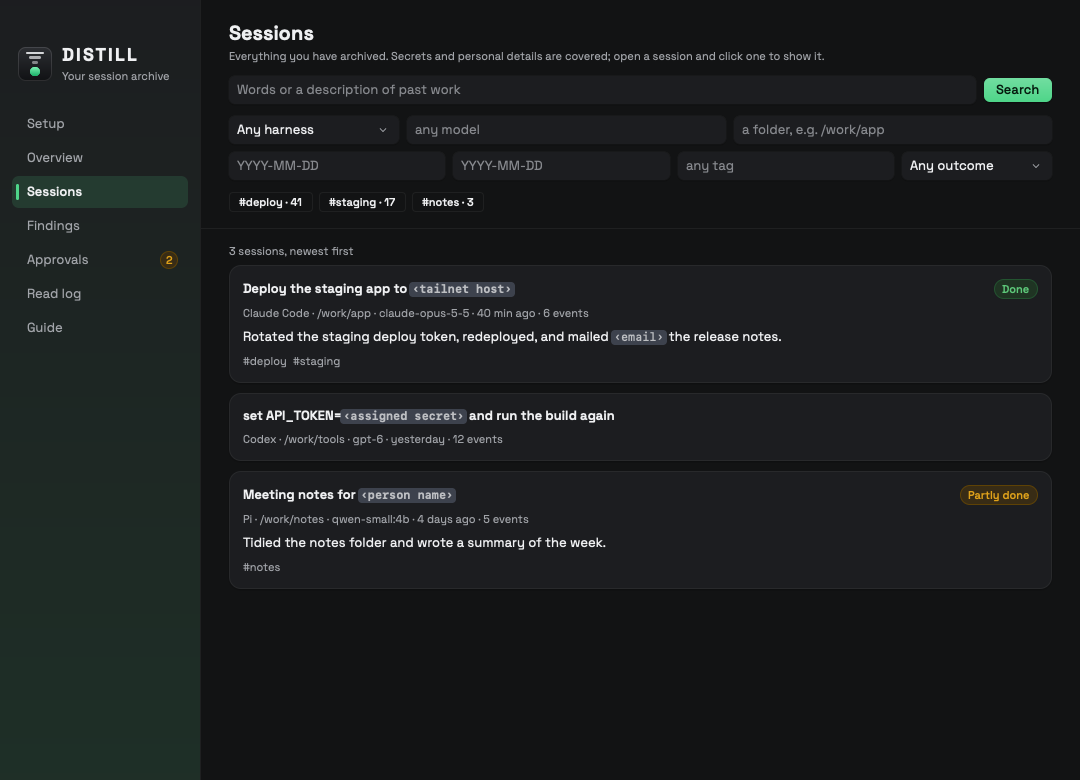 DISTILL
Your session archive
Setup
Overview
Sessions
Findings
Approvals 2
Read log
Guide
Sessions
Everything you have archived. Secrets and personal details are covered; open a session and click one to show it.
Words or a description of past work
Search
Any harness
any model
a folder, e.g. /work/app
YYYY-MM-DD
YYYY-MM-DD
any tag
Any outcome
#deploy · 41
#staging · 17
#notes · 3
3 sessions, newest first
Deploy the staging app to ‹tailnet host›
Done
Claude Code · /work/app · claude-opus-5-5 · 40 min ago · 6 events
Rotated the staging deploy token, redeployed, and mailed ‹email› the release notes.
#deploy #staging
set API_TOKEN=‹assigned secret› and run the build again
Codex · /work/tools · gpt-6 · yesterday · 12 events
Meeting notes for ‹person name›
Partly done
Pi · /work/notes · qwen-small:4b · 4 days ago · 5 events
Tidied the notes folder and wrote a summary of the week.
#notes